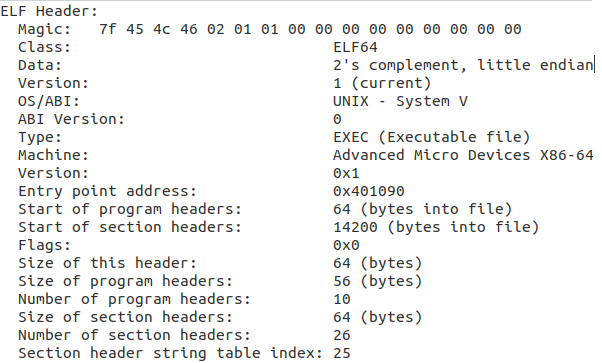 ELF Header:
  Magic:   7f 45 4c 46 02 01 01 00 00 00 00 00 00 00 00 00
  Class:                             ELF64
  Data:                              2's complement, little endian
  Version:                           1 (current)
  OS/ABI:                            UNIX - System V
  ABI Version:                       0
  Type:                              EXEC (Executable file)
  Machine:                           Advanced Micro Devices X86-64
  Version:                           0x1
  Entry point address:               0x401090
  Start of program headers:          64 (bytes into file)
  Start of section headers:          14200 (bytes into file)
  Flags:                             0x0
  Size of this header:               64 (bytes)
  Size of program headers:           56 (bytes)
  Number of program headers:         10
  Size of section headers:           64 (bytes)
  Number of section headers:         26
  Section header string table index: 25